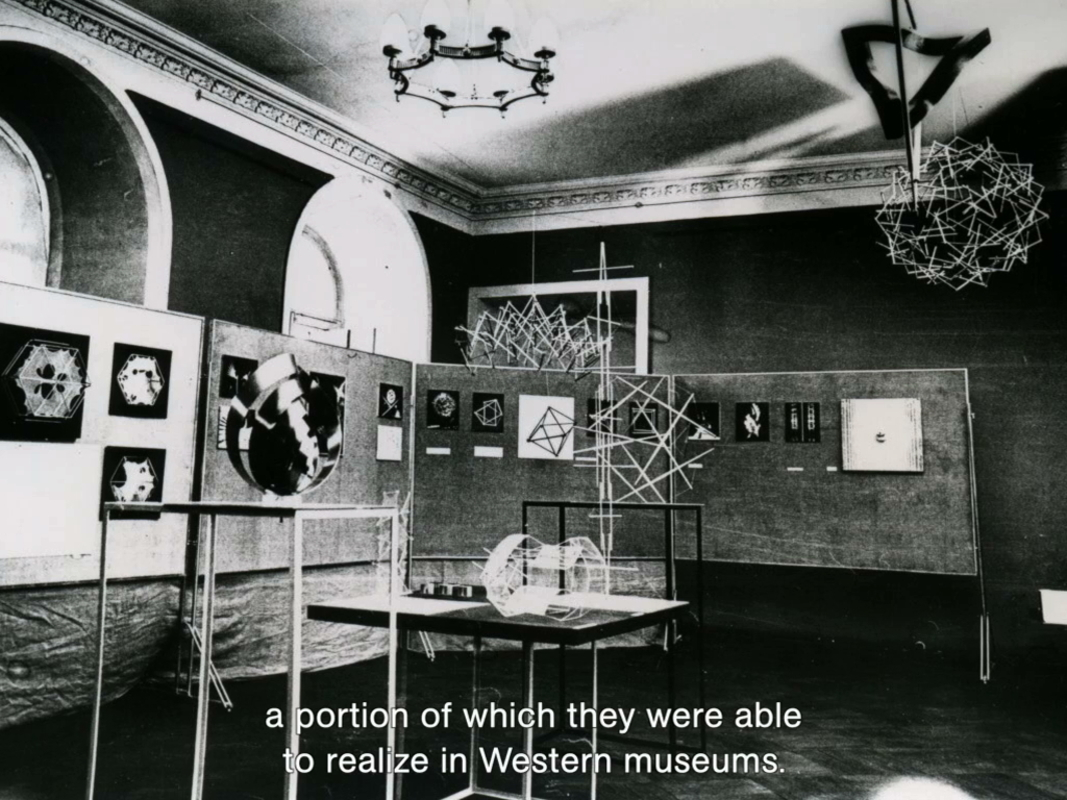 a portion of which they were able
to realize in Western museums.